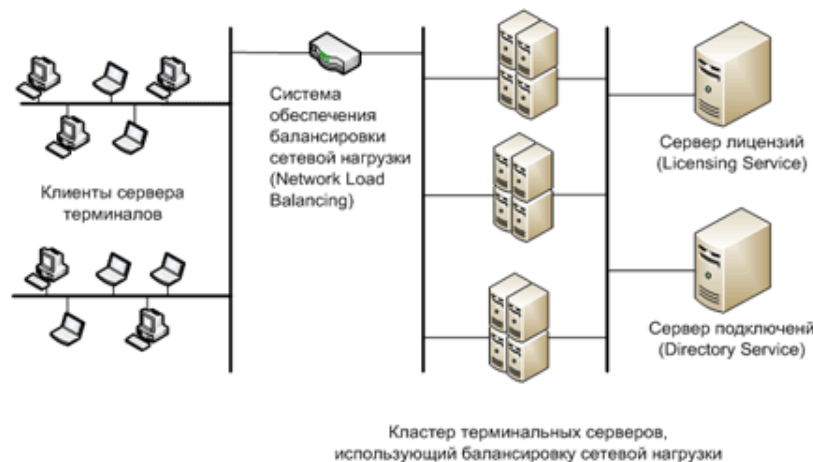 Система
обеспечения
балансировки
сетевой нагрузки
(Network Load
Balancing)
Клиенты сервера
терминалов
Сервер лицензий
(Licensing Service)
Сервер подключений
(Directory Service)
Кластер терминальных серверов,
использующий балансировку сетевой нагрузки